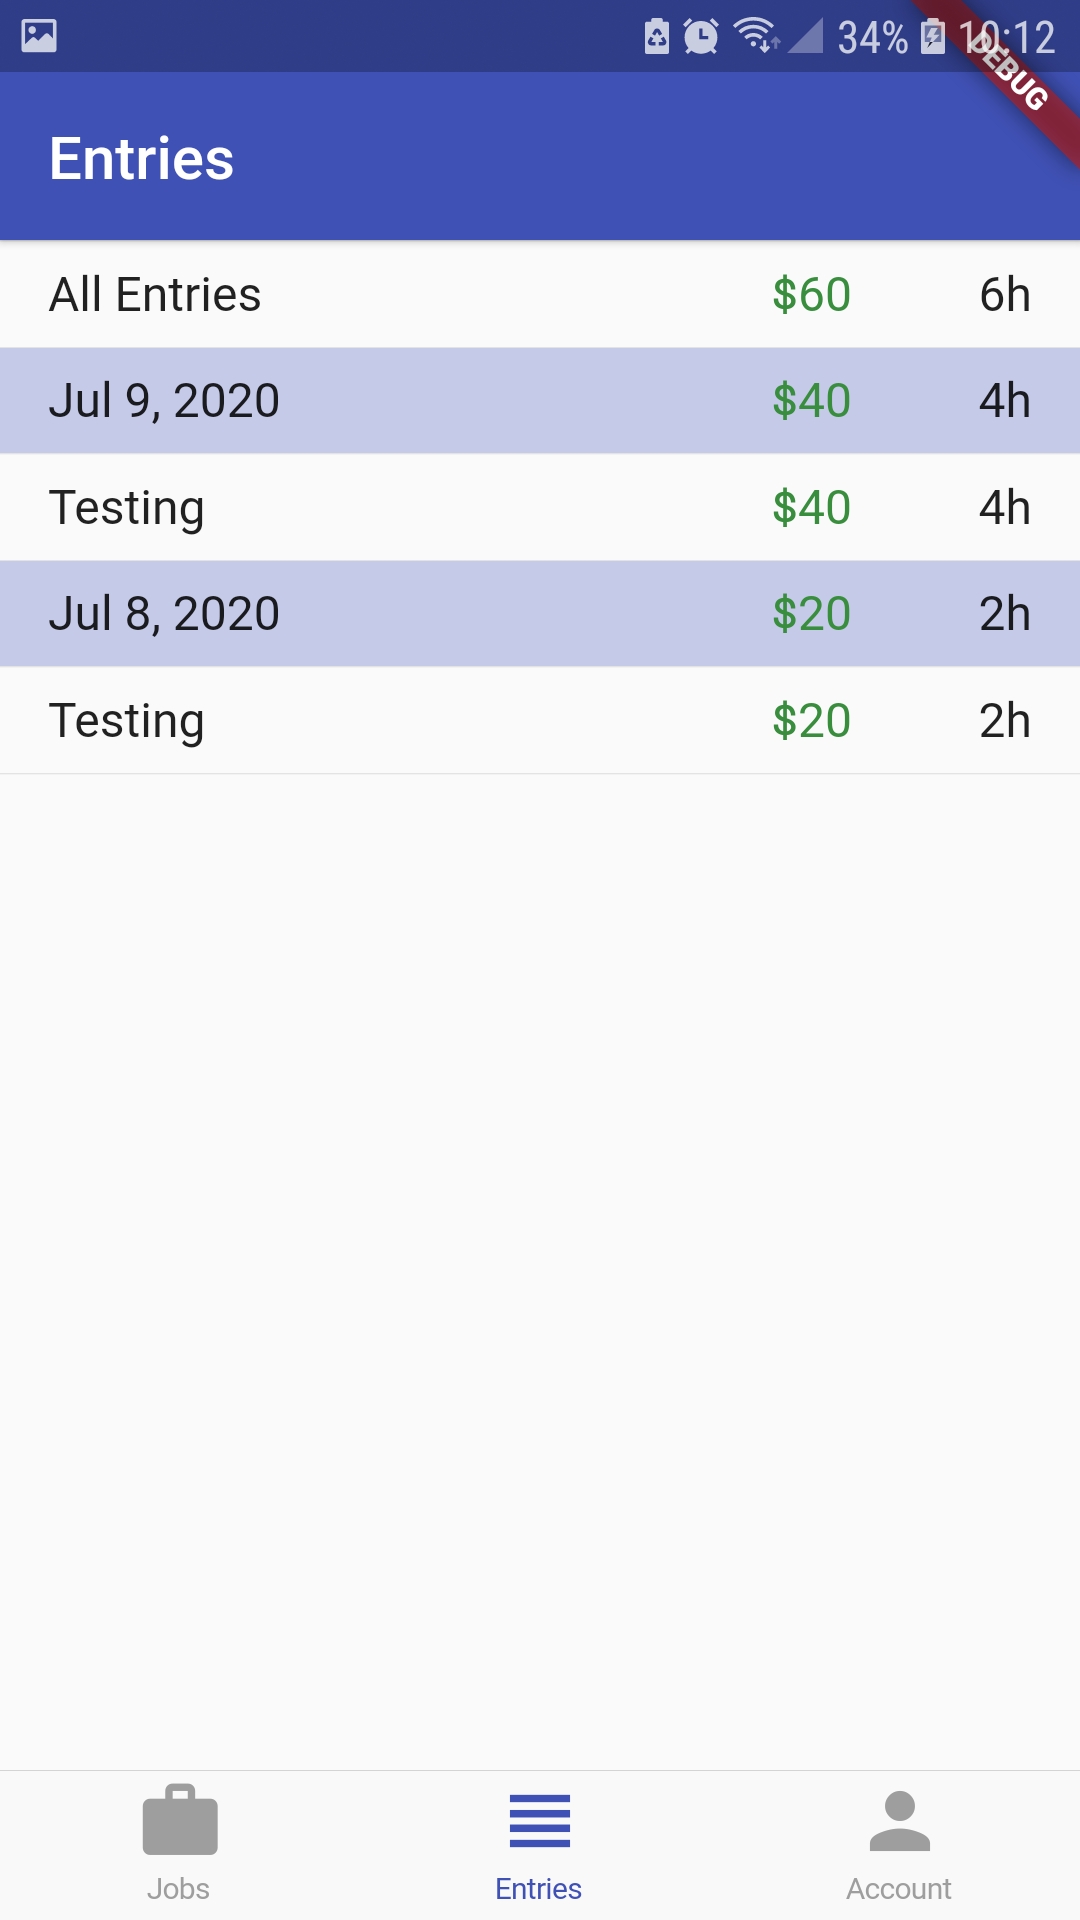 34% 10:12
DEBUG
Entries
All Entries $60 6h
Jul 9, 2020 $40 4h
Testing $40 4h
Jul 8, 2020 $20 2h
Testing $20 2h
Jobs Entries Account